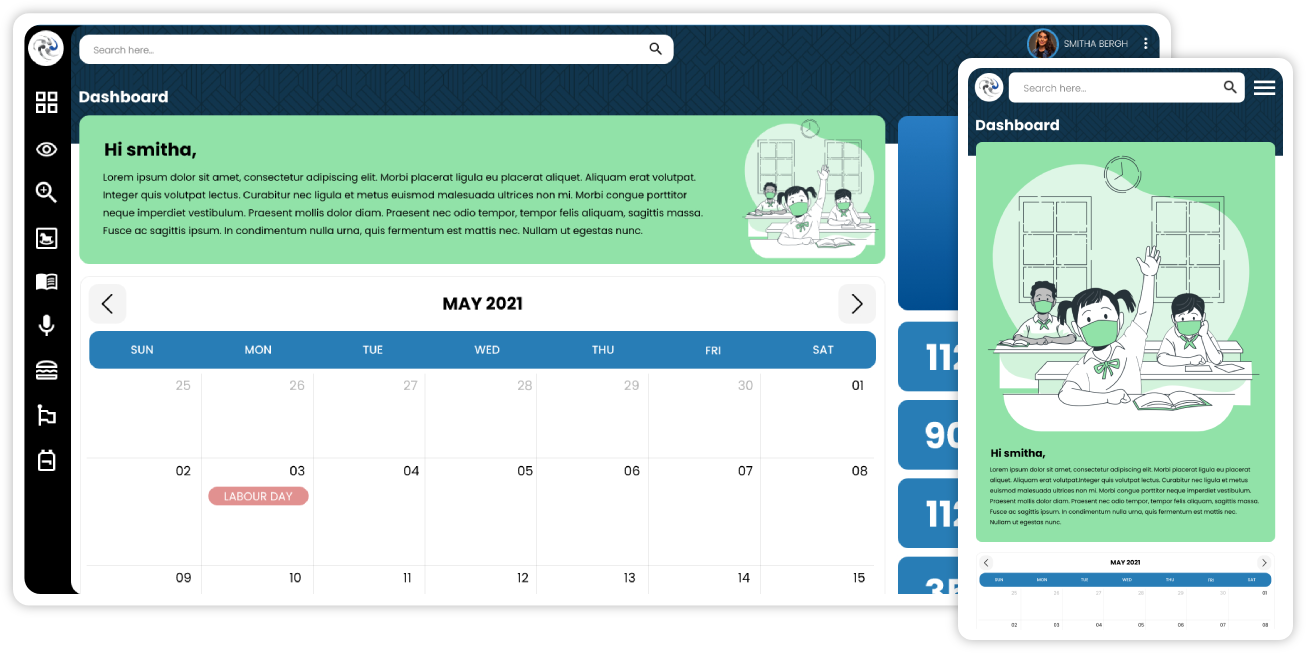 Search here...
SMITHA BERGH
Dashboard
Hi smitha,
Lorem ipsum dolor sit amet, consectetur adipiscing elit. Morbi placerat ligula eu placerat aliquet. Aliquam erat volutpat.
Integer quis volutpat lectus. Curabitur nec ligula et metus euismod malesuada ultrices non mi. Morbi congue porttitor
neque imperdiet vestibulum. Praesent mollis dolor diam. Praesent nec odio tempor, tempor felis aliquam, sagittis massa.
Fusce ac sagittis ipsum. In condimentum nulla urna, quis fermentum est mattis nec. Nullam ut egestas nunc.
MAY 2021
SUN MON TUE WED THU FRI SAT
25 26 27 28 29 30 01
02 03 04 05 06 07 08
LABOUR DAY
09 10 11 12 13 14 15
11
90
11
Search here...
Dashboard
Hi smitha,
Lorem ipsum dolor sit amet, consectetur adipiscing elit. Morbi placerat ligula eu placerat
aliquet. Aliquam erat volutpat.Integer quis volutpat lectus. Curabitur nec ligula et metus
euismod malesuada ultrices non mi. Morbi congue porttitor neque imperdiet vestibulum.
Praesent mollis dolor diam. Praesent nec odio tempor, tempor felis aliquam, sagittis massa.
Fusce ac sagittis ipsum. In condimentum nulla urna, quis fermentum est mattis nec.
Nullam ut egestas nunc.
MAY 2021
SUN MON TUE WED THU FRI SAT
25 26 27 28 29 30 01
02 03 04 05 06 07 08